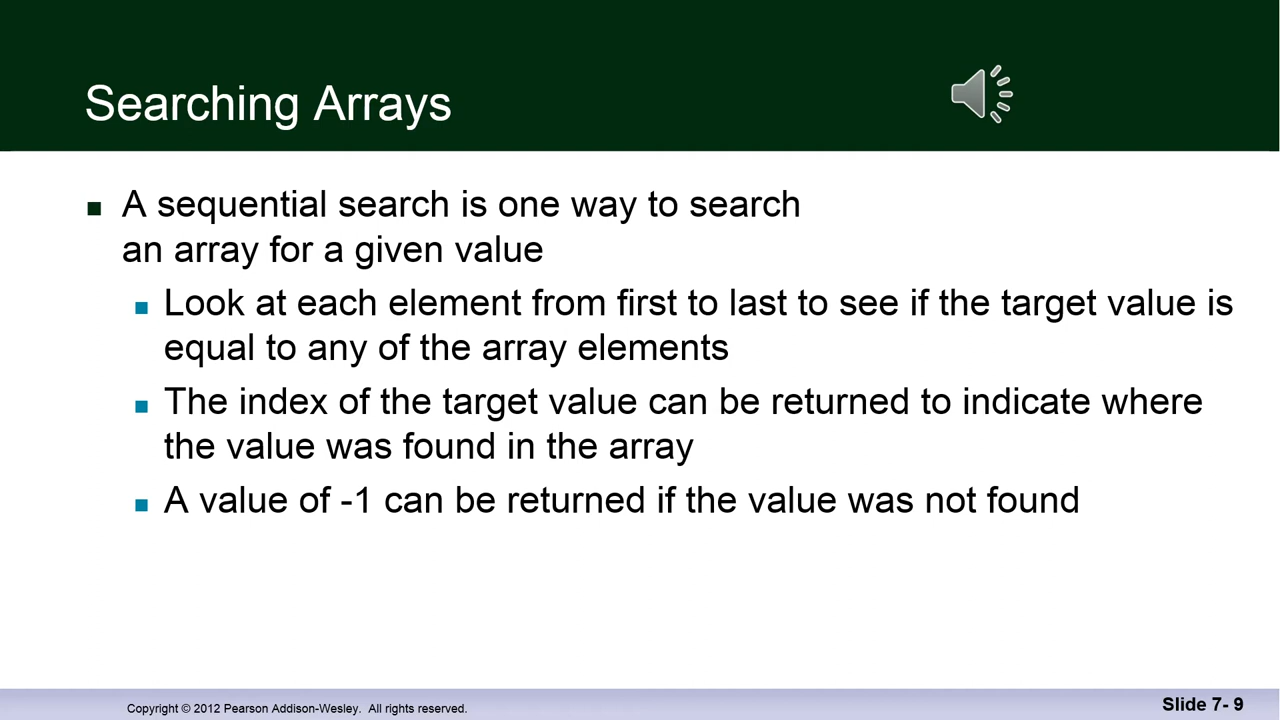 Searching Arrays
A sequential search is one way to search
an array for a given value
Look at each element from first to last to see if the target value is
equal to any of the array elements
The index of the target value can be returned to indicate where
the value was found in the array
A value of -1 can be returned if the value was not found
Copyright © 2012 Pearson Addison-Wesley. All rights reserved.
Slide 7- 9